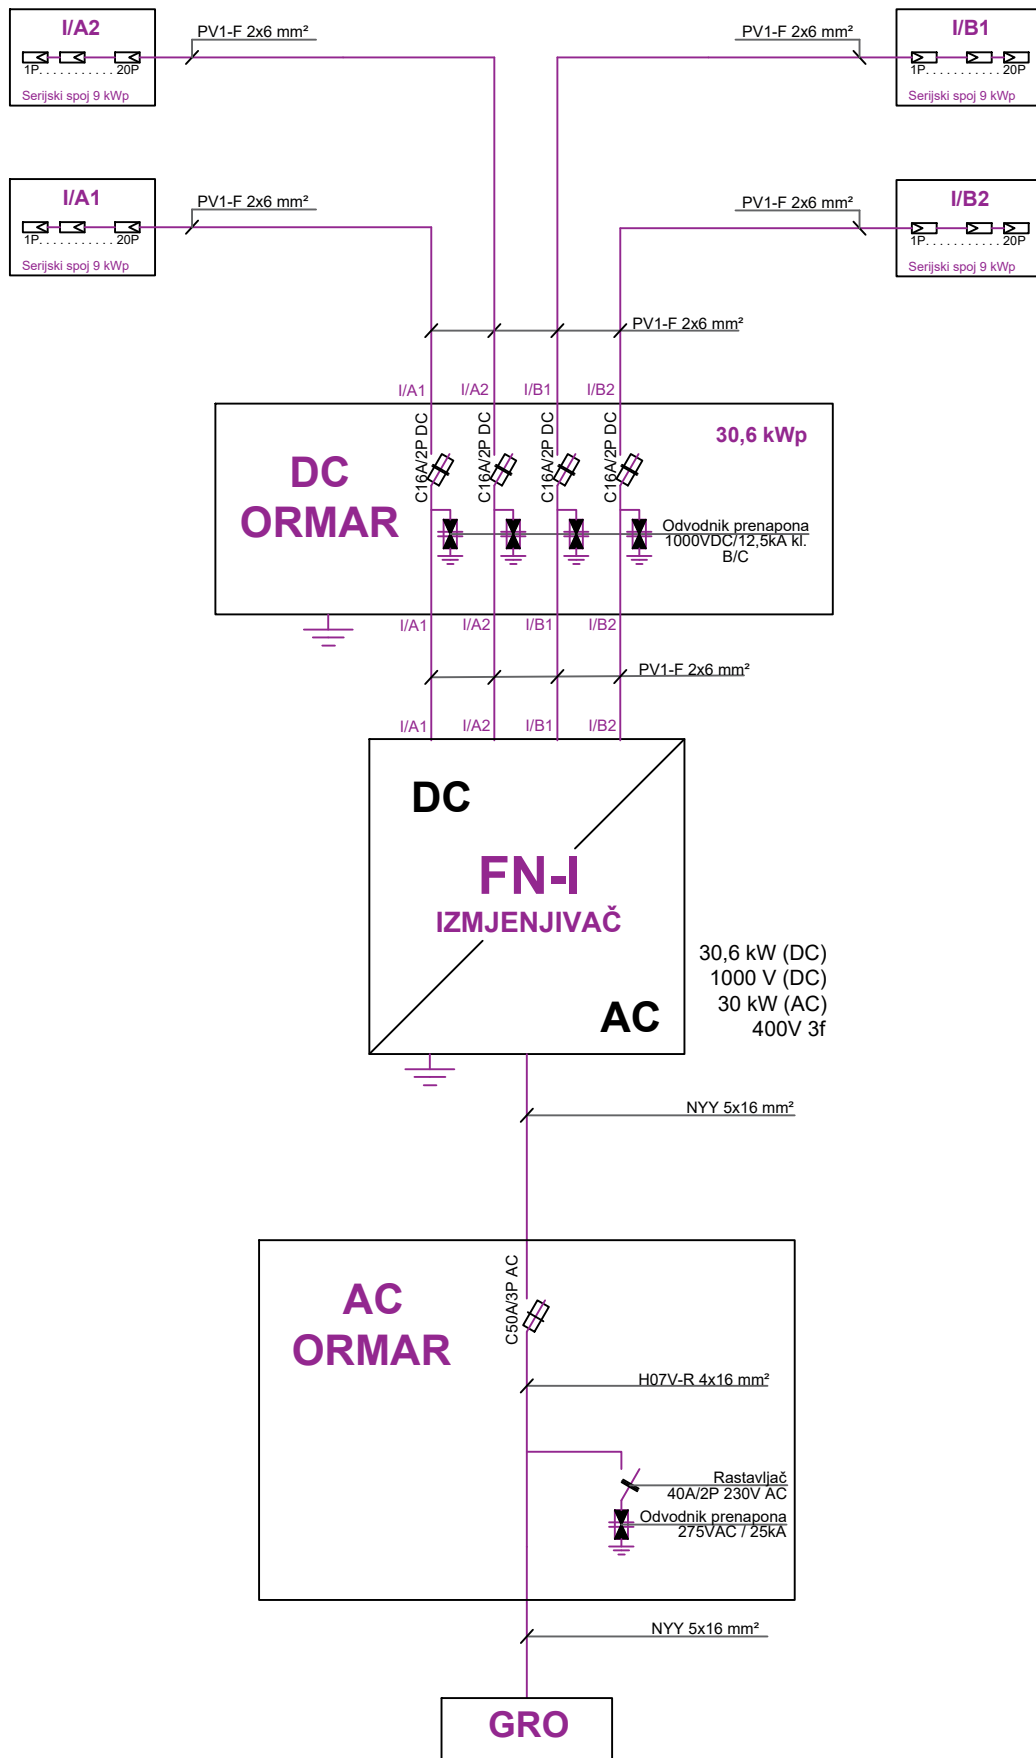 I/A2
1P. . . . . . . . . . . 20P
Serijski spoj 9 kWp
PV1-F 2x6 mm²
PV1-F 2x6 mm²
I/B1
1P. . . . . . . . . . . 20P
Serijski spoj 9 kWp
I/A1
1P. . . . . . . . . . . 20P
Serijski spoj 9 kWp
PV1-F 2x6 mm²
PV1-F 2x6 mm²
I/B2
1P. . . . . . . . . . . 20P
Serijski spoj 9 kWp
PV1-F 2x6 mm²
I/A1 I/A2 I/B1 I/B2
DC
ORMAR
C16A/2P DC
C16A/2P DC
C16A/2P DC
C16A/2P DC
30,6 kWp
Odvodnik prenapona
1000VDC/12,5kA kl.
B/C
I/A1 I/A2 I/B1 I/B2
PV1-F 2x6 mm²
I/A1 I/A2 I/B1 I/B2
DC
FN-I
IZMJENJIVAČ
AC
30,6 kW (DC)
1000 V (DC)
30 kW (AC)
400V 3f
NYY 5x16 mm²
AC
ORMAR
C50A/3P AC
H07V-R 4x16 mm²
Rastavljač
40A/2P 230V AC
Odvodnik prenapona
275VAC / 25kA
NYY 5x16 mm²
GRO